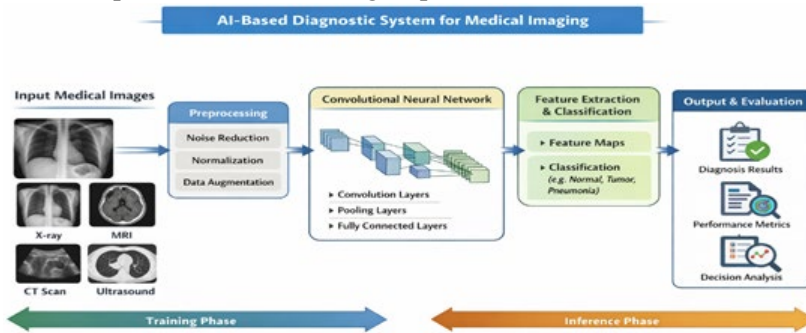 AI-Based Diagnostic System for Medical Imaging
Input Medical Images
X-ray
MRI
CT Scan
Ultrasound
Preprocessing
Noise Reduction
Normalization
Data Augmentation
Convolutional Neural Network
▸ Convolution Layers
▸ Pooling Layers
▸ Fully Connected Layers
Feature Extraction
& Classification
▸ Feature Maps
▸ Classification
(e.g. Normal, Tumor,
Pneumonia)
Output & Evaluation
Diagnosis Results
Performance Metrics
Decision Analysis
Training Phase
Inference Phase